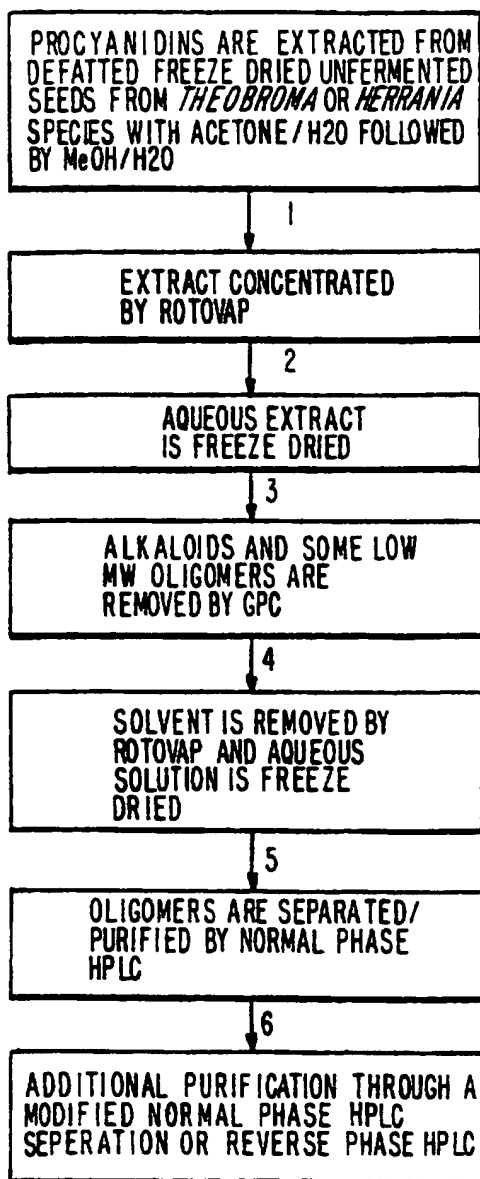 PROCYANIDINS ARE EXTRACTED FROM
DEFATTED FREEZE DRIED UNFERMENTED
SEEDS FROM THEOBROMA OR HERRANIA
SPECIES WITH ACETONE/H2O FOLLOWED
BY MeOH/H2O
1
EXTRACT CONCENTRATED
BY ROTOVAP
2
AQUEOUS EXTRACT
IS FREEZE DRIED
3
ALKALOIDS AND SOME LOW
MW OLIGOMERS ARE
REMOVED BY GPC
4
SOLVENT IS REMOVED BY
ROTOVAP AND AQUEOUS
SOLUTION IS FREEZE
DRIED
5
OLIGOMERS ARE SEPARATED/
PURIFIED BY NORMAL PHASE
HPLC
6
ADDITIONAL PURIFICATION THROUGH A
MODIFIED NORMAL PHASE HPLC
SEPERATION OR REVERSE PHASE HPLC